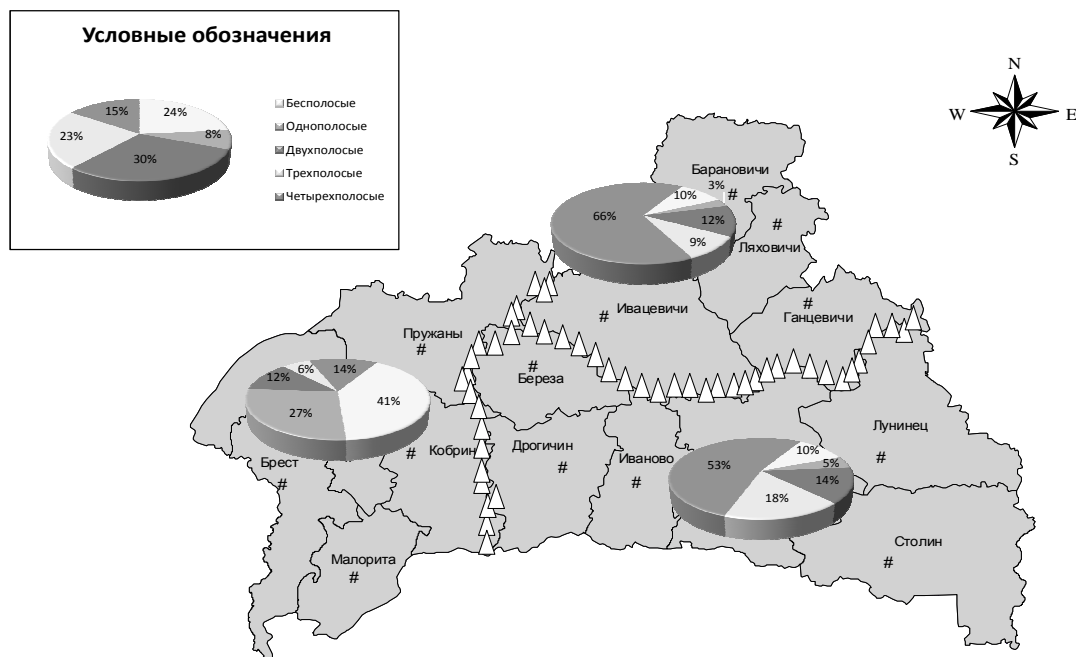 Условные обозначения
15%
24%
23%
8%
30%
Бесполосые
Однополосые
Двухполосые
Трехполосые
Четырехполосые
N
W
E
S
Барановичи
#
3%
10%
66%
12%
9%
#
Ляховичи
#
Ганцевичи
Ивацевичи
#
Пружаны
#
#
Береза
6%
14%
12%
41%
27%
Лунинец
#
Кобрин
#
Дрогичин
#
Иваново
#
Брест
#
10%
53%
5%
14%
18%
Столин
#
Малорита
#